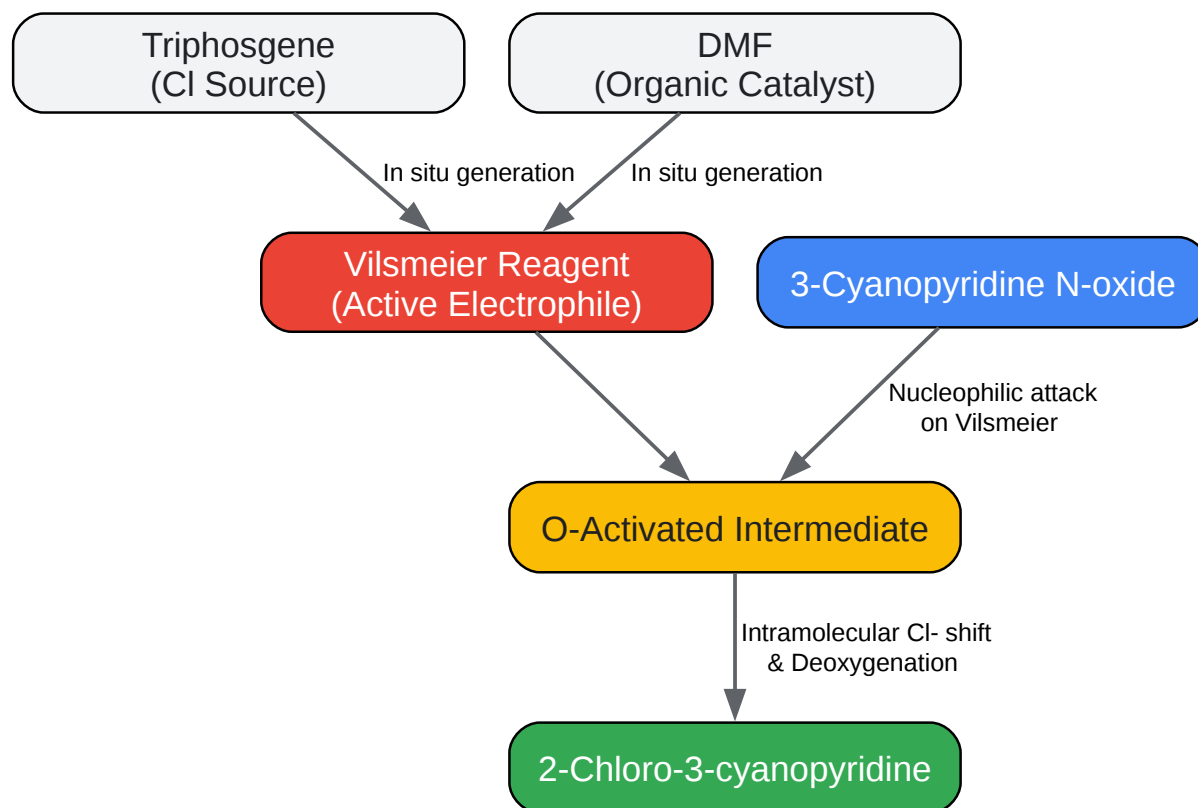 Triphosgene
(Cl Source)
DMF
(Organic Catalyst)
In situ generation
In situ generation
Vilsmeier Reagent
(Active Electrophile)
3-Cyanopyridine N-oxide
Nucleophilic attack
on Vilsmeier
O-Activated Intermediate
Intramolecular Cl- shift
& Deoxygenation
2-Chloro-3-cyanopyridine